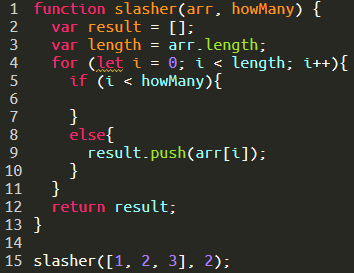 1 function slasher(arr, howMany) {
2   var result = [];
3   var length = arr.length;
4   for (let i = 0; i < length; i++){
5     if (i < howMany){
6
7     }
8     else{
9       result.push(arr[i]);
10     }
11   }
12   return result;
13 }
14
15 slasher([1, 2, 3], 2);